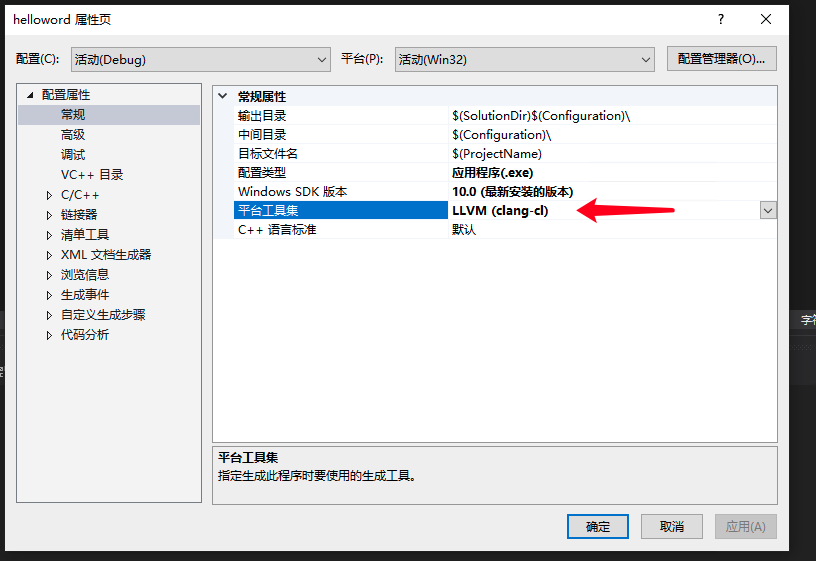 helloword 属性页
配置(C): 活动(Debug) 平台(P): 活动(Win32) 配置管理器(O)...
配置属性
常规
高级
调试
VC++ 目录
C/C++
链接器
清单工具
XML 文档生成器
浏览信息
生成事件
自定义生成步骤
代码分析
常规属性
输出目录 $(SolutionDir)$(Configuration)\
中间目录 $(Configuration)\
目标文件名 $(ProjectName)
配置类型 应用程序(.exe)
Windows SDK 版本 10.0 (最新安装的版本)
平台工具集 LLVM (clang-cl)
C++ 语言标准 默认
字符
平台工具集
指定生成此程序时要使用的生成工具。
确定 取消 应用(A)